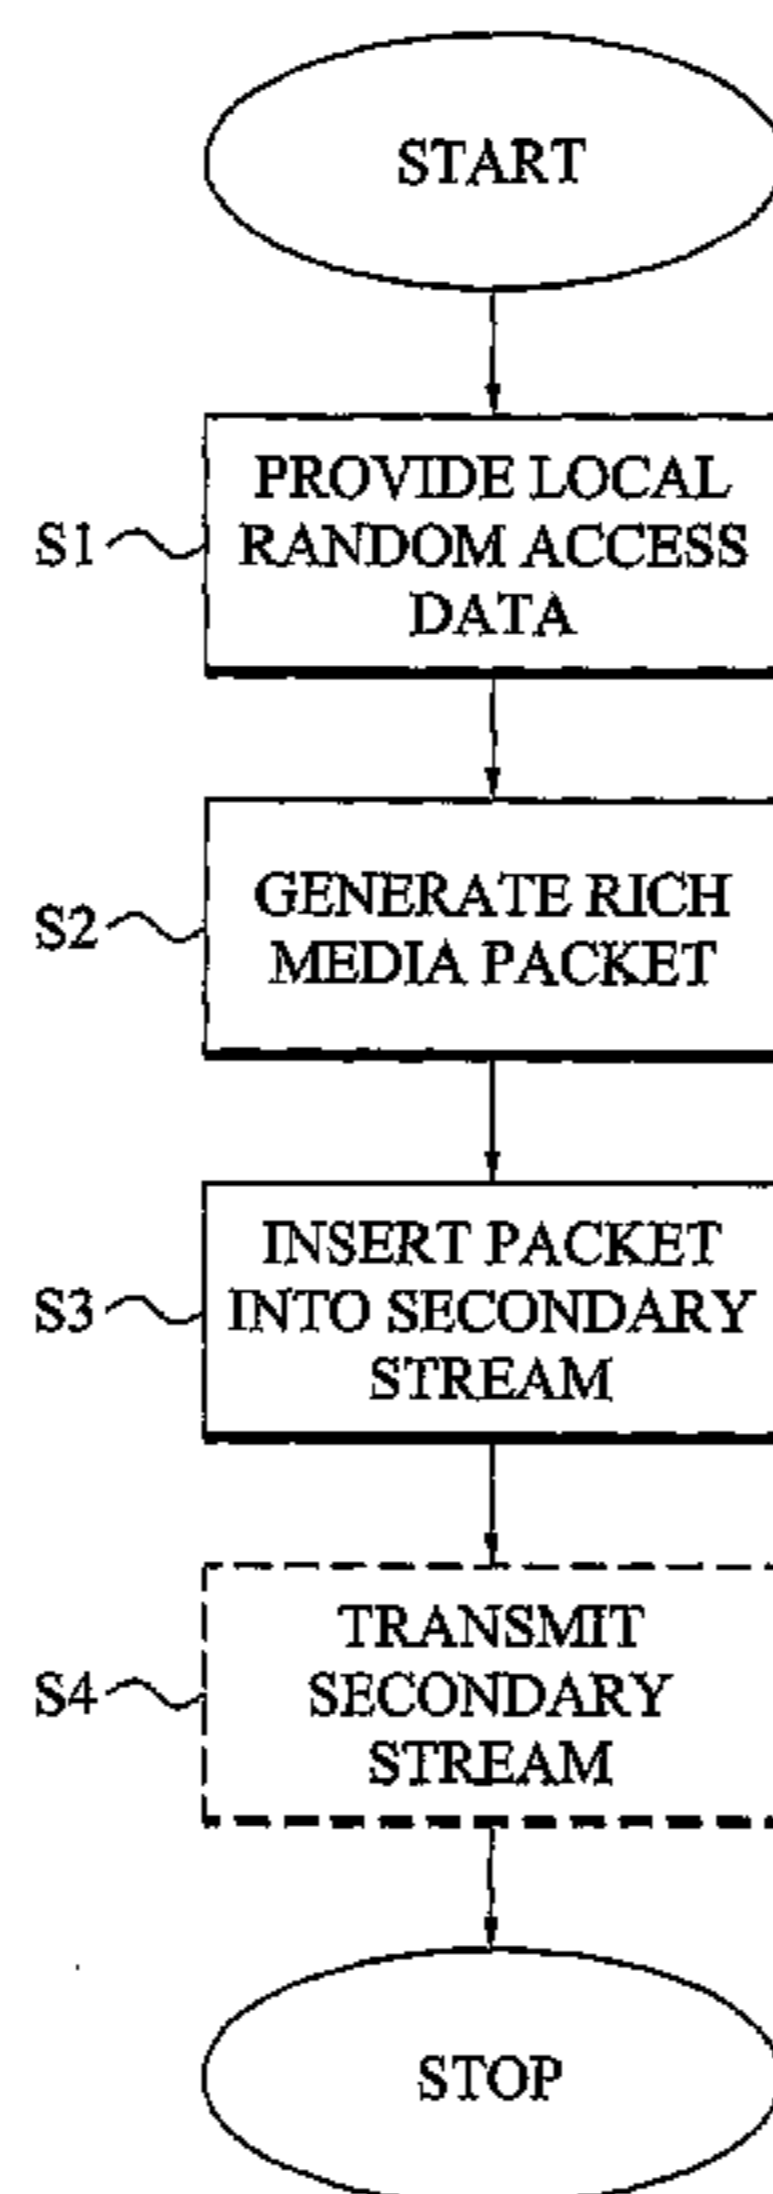 START
PROVIDE LOCAL
S1 RANDOM ACCESS
DATA
GENERATE RICH
S2 MEDIA PACKET
INSERT PACKET
S3 INTO SECONDARY
STREAM
TRANSMIT
S4 SECONDARY
STREAM
STOP